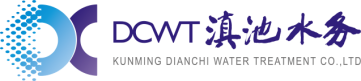 DCWT 滇池水务
KUNMING DIANCHI WATER TREATMENT CO.,LTD